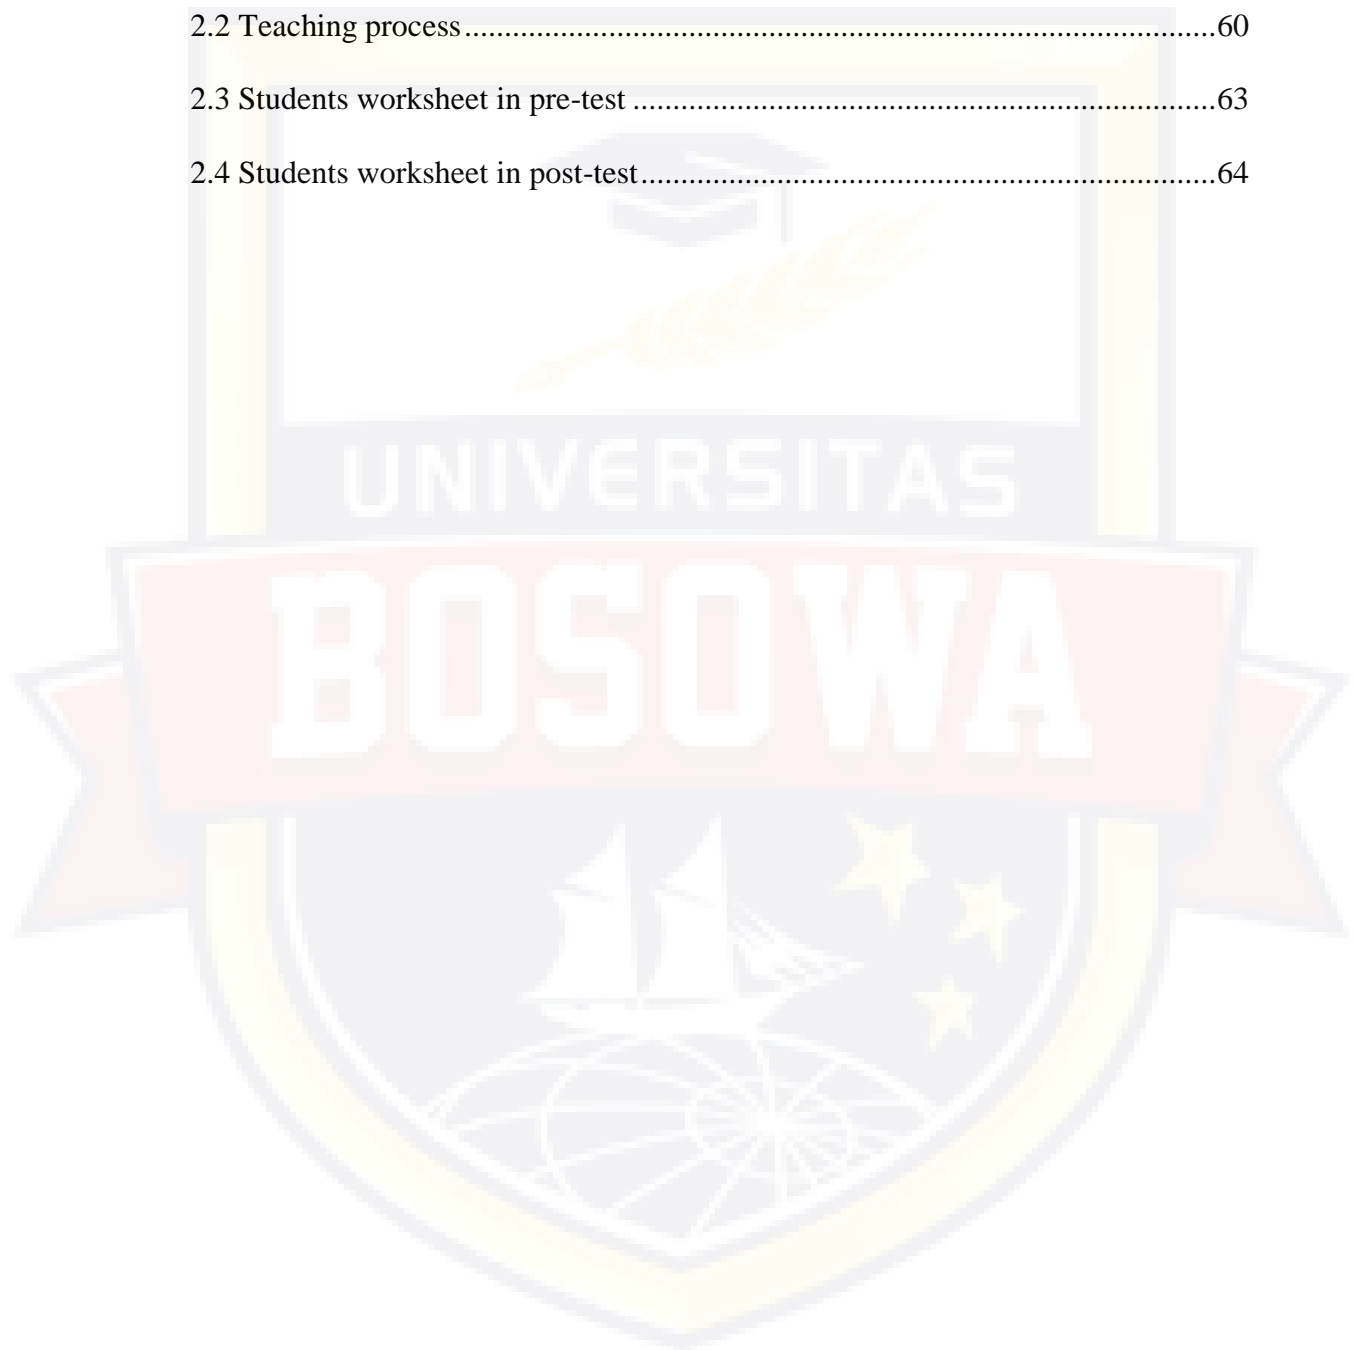 2.2 Teaching process...............................................................................................60
2.3 Students worksheet in pre-test .........................................................................63
2.4 Students worksheet in post-test........................................................................64
UNIVERSITAS
BOSOWA